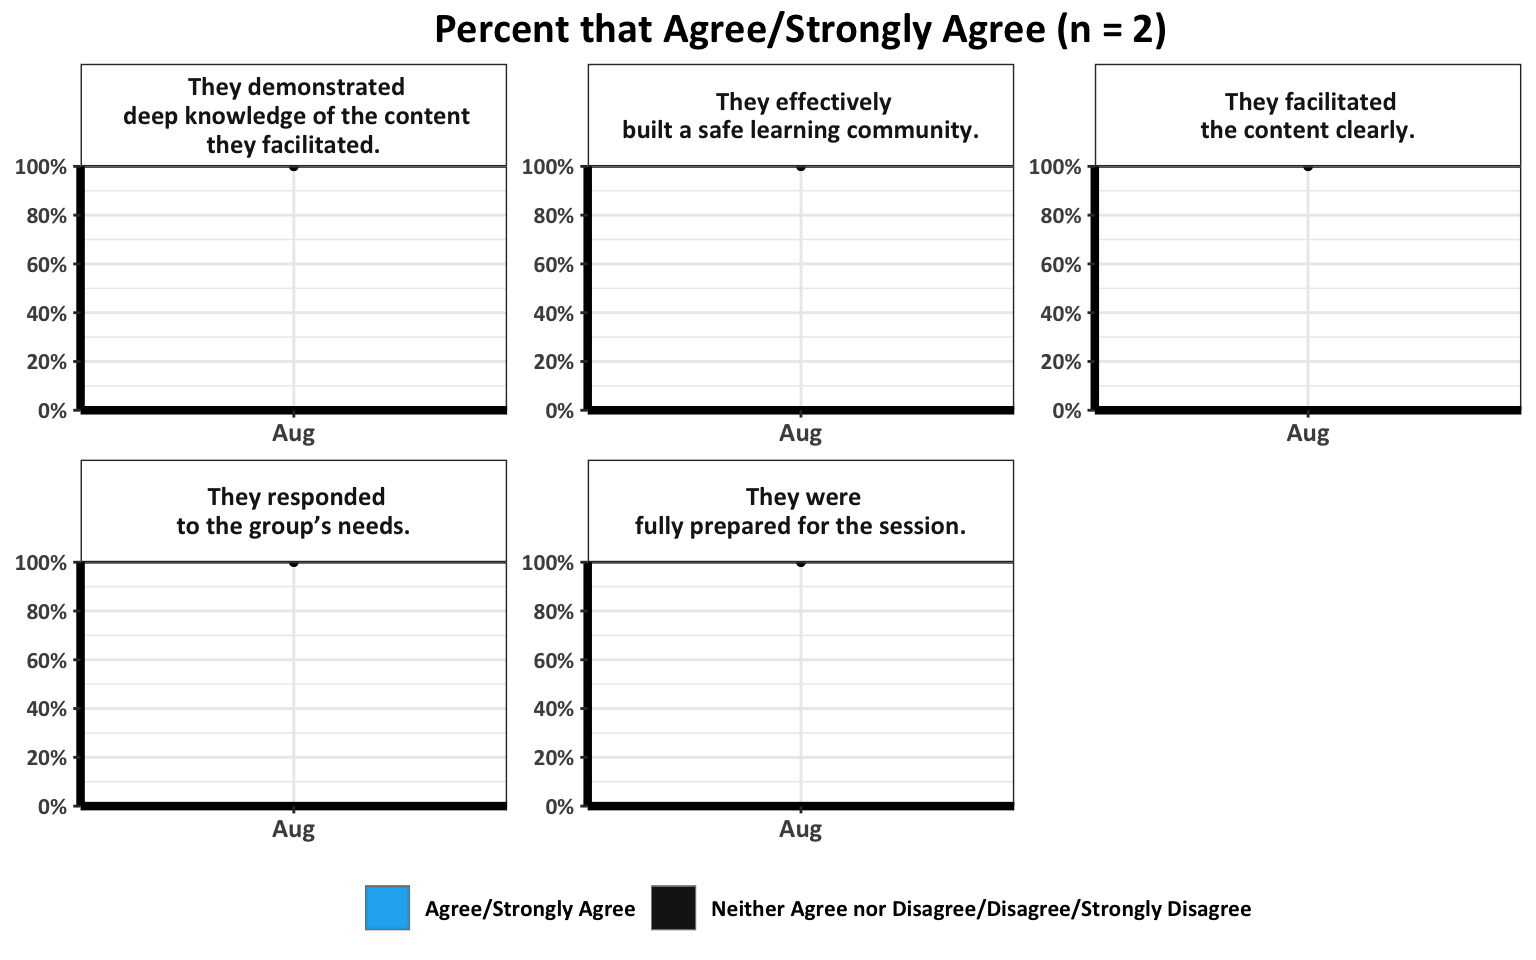 Percent that Agree/Strongly Agree (n = 2)
They demonstrated
deep knowledge of the content
they facilitated.
100%
80%
60%
40%
20%
0%
Aug
They effectively
built a safe learning community.
100%
80%
60%
40%
20%
0%
Aug
They facilitated
the content clearly.
100%
80%
60%
40%
20%
0%
Aug
They responded
to the group’s needs.
100%
80%
60%
40%
20%
0%
Aug
They were
fully prepared for the session.
100%
80%
60%
40%
20%
0%
Aug
Agree/Strongly Agree
Neither Agree nor Disagree/Disagree/Strongly Disagree